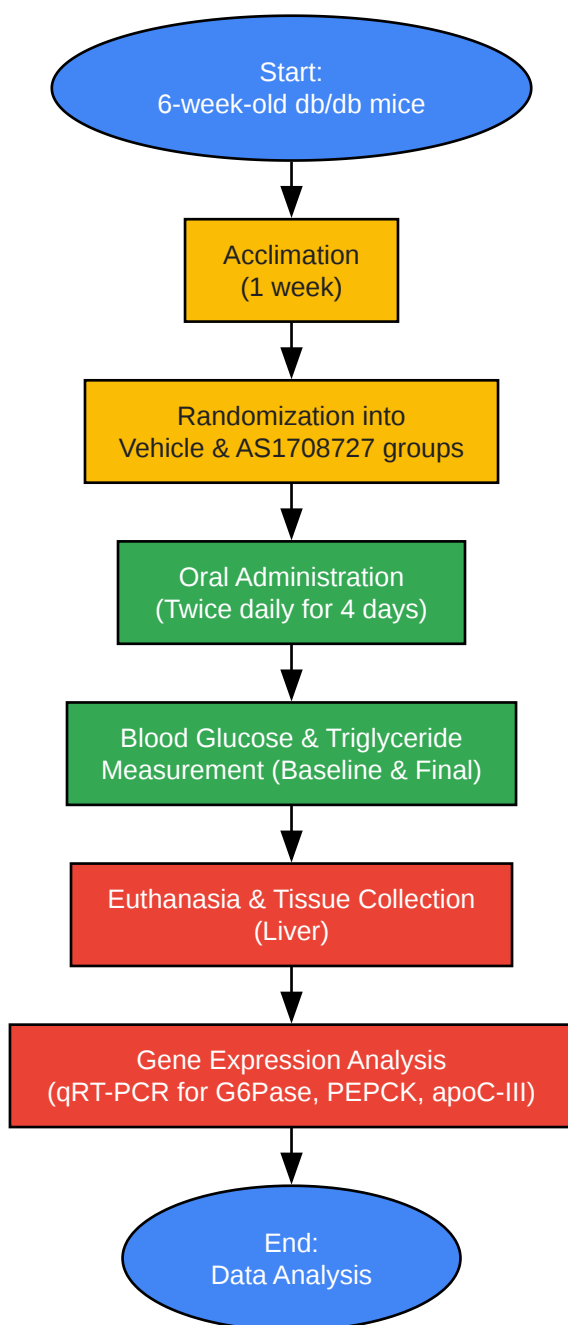 Start:
6-week-old db/db mice
Acclimation
(1 week)
Randomization into
Vehicle & AS1708727 groups
Oral Administration
(Twice daily for 4 days)
Blood Glucose & Triglyceride
Measurement (Baseline & Final)
Euthanasia & Tissue Collection
(Liver)
Gene Expression Analysis
(qRT-PCR for G6Pase, PEPCK, apoC-III)
End:
Data Analysis